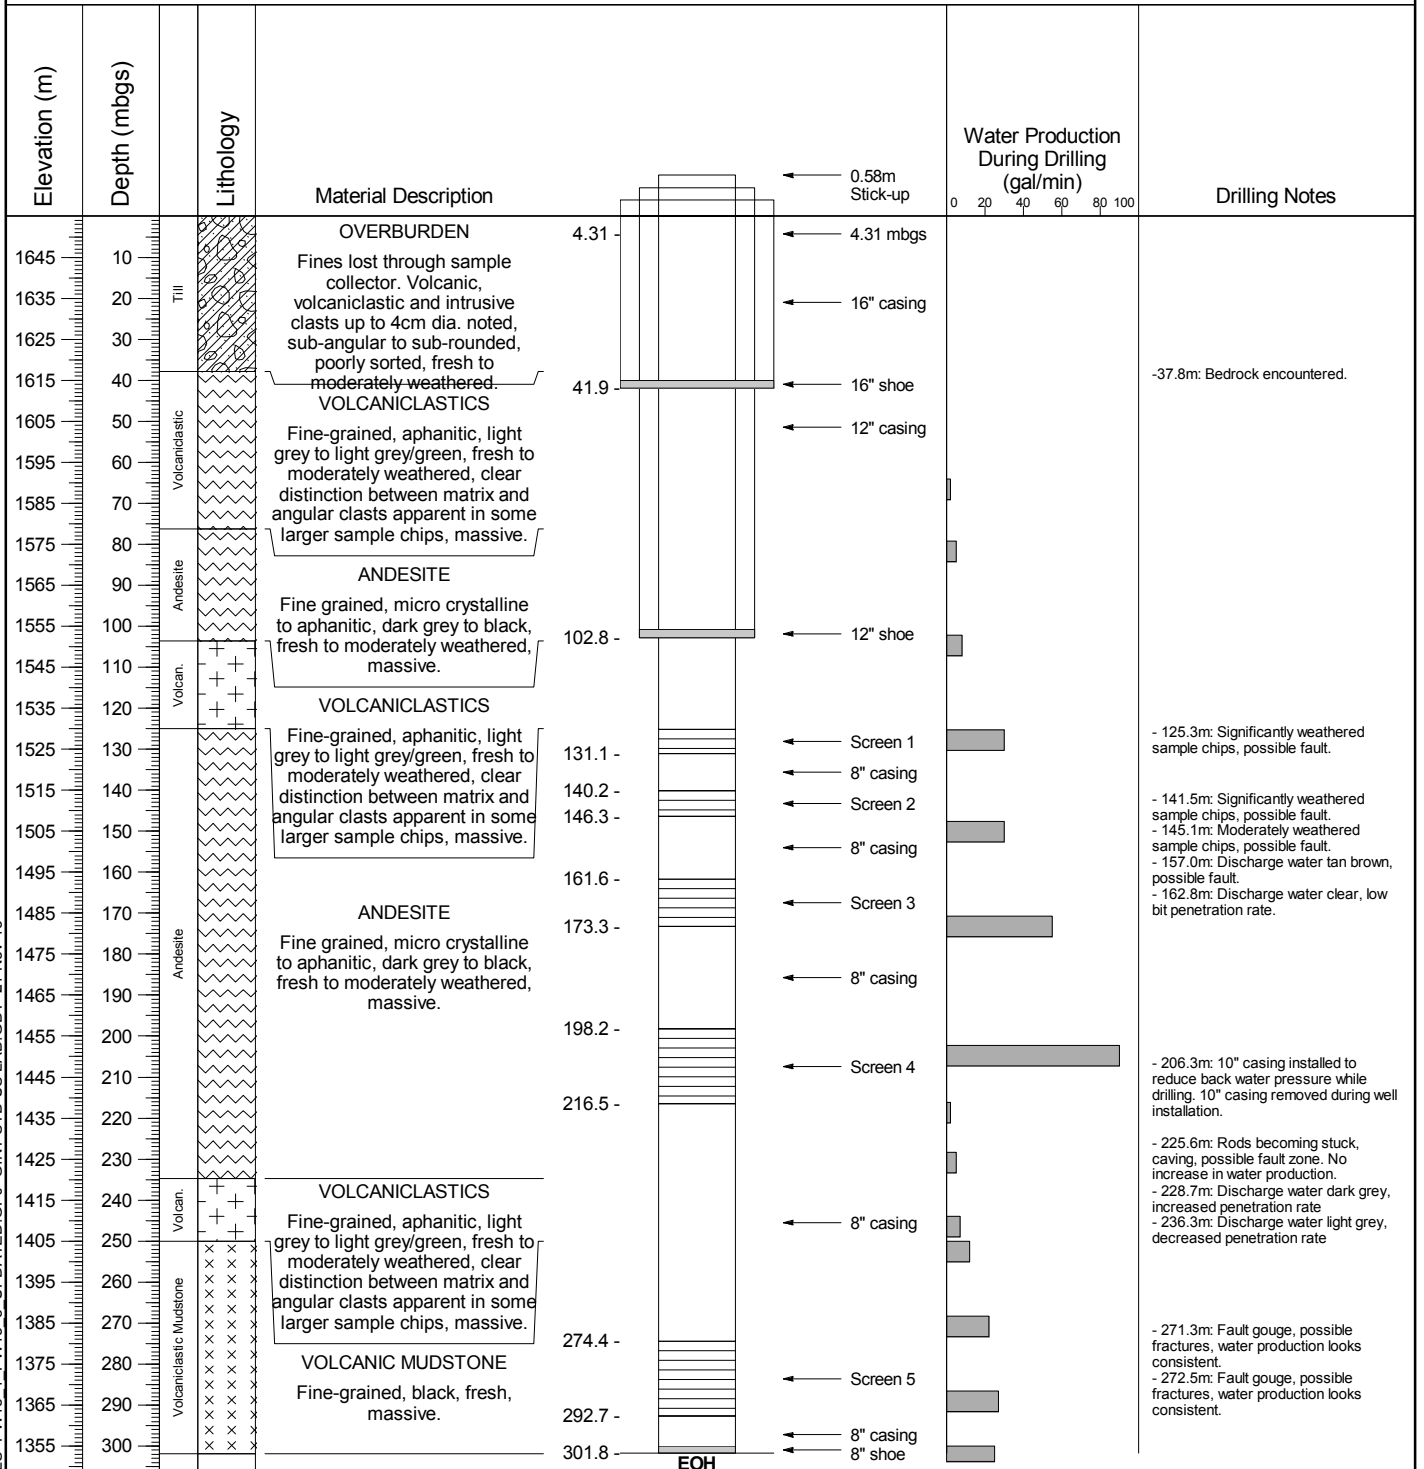 Elevation (m)
Depth (mbgs)
Lithology
Material Description
0.58m
Stick-up
Water Production
During Drilling
(gal/min)
0 20 40 60 80 100
Drilling Notes
1645
1635
1625
1615
1605
1595
1585
1575
1565
1555
1545
1535
1525
1515
1505
1495
1485
1475
1465
1455
1445
1435
1425
1415
1405
1395
1385
1375
1365
1355
10
20
30
40
50
60
70
80
90
100
110
120
130
140
150
160
170
180
190
200
210
220
230
240
250
260
270
280
290
300
Till
Volcaniclastic
Andesite
Volcan.
Andesite
Volcan.
Volcaniclastic Mudstone
OVERBURDEN
Fines lost through sample
collector. Volcanic,
volcaniclastic and intrusive
clasts up to 4cm dia. noted,
sub-angular to sub-rounded,
poorly sorted, fresh to
moderately weathered.
VOLCANICLASTICS
Fine-grained, aphanitic, light
grey to light grey/green, fresh to
moderately weathered, clear
distinction between matrix and
angular clasts apparent in some
larger sample chips, massive.
ANDESITE
Fine grained, micro crystalline
to aphanitic, dark grey to black,
fresh to moderately weathered,
massive.
VOLCANICLASTICS
Fine-grained, aphanitic, light
grey to light grey/green, fresh to
moderately weathered, clear
distinction between matrix and
angular clasts apparent in some
larger sample chips, massive.
ANDESITE
Fine grained, micro crystalline
to aphanitic, dark grey to black,
fresh to moderately weathered,
massive.
VOLCANICLASTICS
Fine-grained, aphanitic, light
grey to light grey/green, fresh to
moderately weathered, clear
distinction between matrix and
angular clasts apparent in some
larger sample chips, massive.
VOLCANIC MUDSTONE
Fine-grained, black, fresh,
massive.
4.31 -
41.9 -
102.8 -
131.1 -
140.2 -
146.3 -
161.6 -
173.3 -
198.2 -
216.5 -
274.4 -
292.7 -
301.8 -
EOH
4.31 mbgs
16" casing
16" shoe
12" casing
12" shoe
Screen 1
8" casing
Screen 2
8" casing
Screen 3
8" casing
Screen 4
8" casing
Screen 5
8" casing
8" shoe
-37.8m: Bedrock encountered.
- 125.3m: Significantly weathered
sample chips, possible fault.
- 141.5m: Significantly weathered
sample chips, possible fault.
- 145.1m: Moderately weathered
sample chips, possible fault.
- 157.0m: Discharge water tan brown,
possible fault.
- 162.8m: Discharge water clear, low
bit penetration rate.
- 206.3m: 10" casing installed to
reduce back water pressure while
drilling. 10" casing removed during well
installation.
- 225.6m: Rods becoming stuck,
caving, possible fault zone. No
increase in water production.
- 228.7m: Discharge water dark grey,
increased penetration rate
- 236.3m: Discharge water light grey,
decreased penetration rate
- 271.3m: Fault gouge, possible
fractures, water production looks
consistent.
- 272.5m: Fault gouge, possible
fractures, water production looks
consistent.